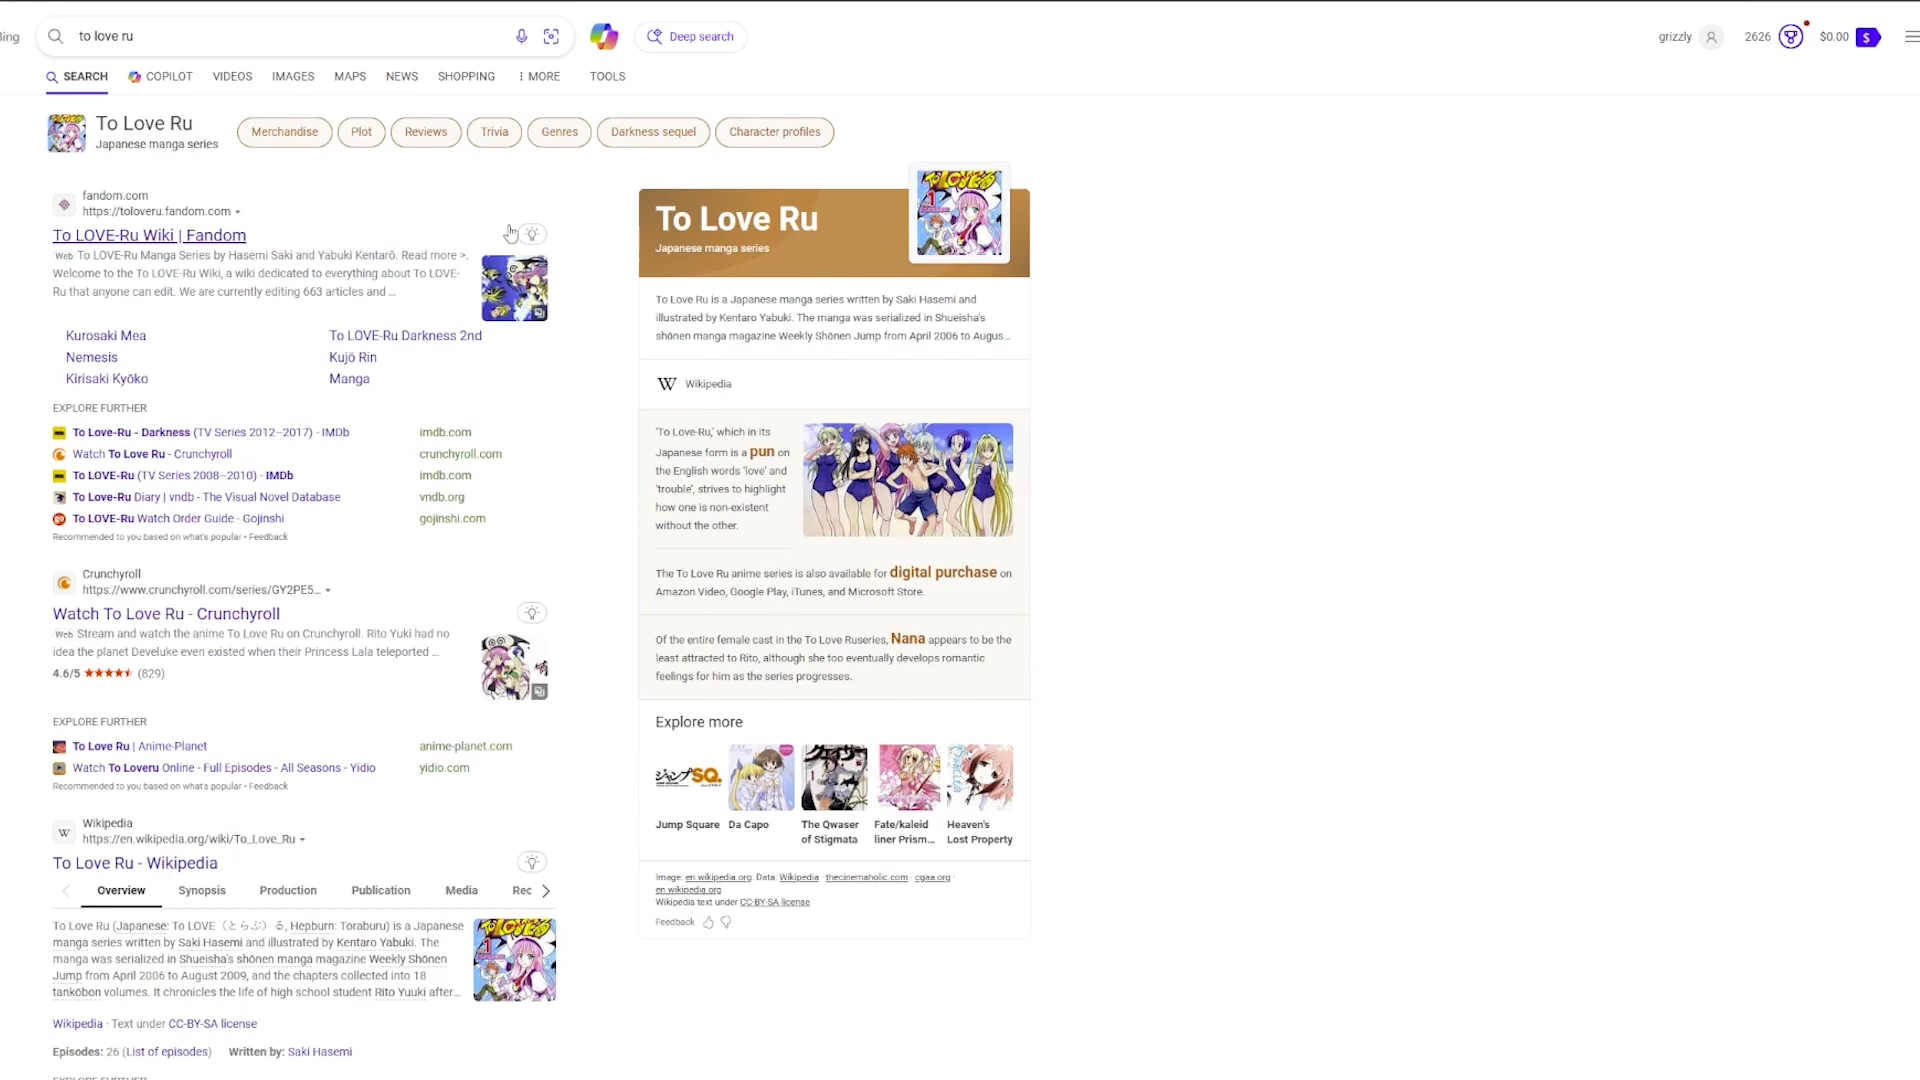 Bing
to love ru
Deep search
grizzly
2626
$0.00
SEARCH
COPILOT
VIDEOS
IMAGES
MAPS
NEWS
SHOPPING
MORE
TOOLS
To Love Ru
Japanese manga series
Merchandise
Plot
Reviews
Trivia
Genres
Darkness sequel
Character profiles
fandom.com
https://toloveru.fandom.com
To LOVE-Ru Wiki | Fandom
Web To LOVE-Ru Manga Series by Hasemi Saki and Yabuki Kentarō. Read more >.
Welcome to the To LOVE-Ru Wiki, a wiki dedicated to everything about To LOVE-
Ru that anyone can edit. We are currently editing 663 articles and ...
Kurosaki Mea
To LOVE-Ru Darkness 2nd
Nemesis
Kujō Rin
Kirisaki Kyōko
Manga
EXPLORE FURTHER
To Love-Ru - Darkness (TV Series 2012–2017) - IMDb
imdb.com
Watch To Love Ru - Crunchyroll
crunchyroll.com
To LOVE-Ru (TV Series 2008–2010) - IMDb
imdb.com
To Love-Ru Diary | vndb - The Visual Novel Database
vndb.org
To LOVE-Ru Watch Order Guide - Gojinshi
gojinshi.com
Recommended to you based on what's popular • Feedback
Crunchyroll
https://www.crunchyroll.com/series/GY2PE5...
Watch To Love Ru - Crunchyroll
Web Stream and watch the anime To Love Ru on Crunchyroll. Rito Yuki had no
idea the planet Develuke even existed when their Princess Lala teleported ...
4.6/5
(829)
EXPLORE FURTHER
To Love Ru | Anime-Planet
anime-planet.com
Watch To Loveru Online - Full Episodes - All Seasons - Yidio
yidio.com
Recommended to you based on what's popular • Feedback
Wikipedia
https://en.wikipedia.org/wiki/To_Love_Ru
To Love Ru - Wikipedia
Overview
Synopsis
Production
Publication
Media
Rec
To Love Ru (Japanese: To LOVE（とらぶ）る, Hepburn: Toraburu) is a Japanese
manga series written by Saki Hasemi and illustrated by Kentaro Yabuki. The
manga was serialized in Shueisha's shōnen manga magazine Weekly Shōnen
Jump from April 2006 to August 2009, and the chapters collected into 18
tankōbon volumes. It chronicles the life of high school student Rito Yuuki after...
Wikipedia · Text under CC-BY-SA license
Episodes: 26 (List of episodes)
Written by: Saki Hasemi
EXPLORE FURTHER
To Love Ru
Japanese manga series
To Love Ru is a Japanese manga series written by Saki Hasemi and
illustrated by Kentaro Yabuki. The manga was serialized in Shueisha's
shōnen manga magazine Weekly Shōnen Jump from April 2006 to Augus...
W Wikipedia
'To Love-Ru,' which in its
Japanese form is a pun on
the English words 'love' and
'trouble', strives to highlight
how one is non-existent
without the other.
The To Love Ru anime series is also available for digital purchase on
Amazon Video, Google Play, iTunes, and Microsoft Store.
Of the entire female cast in the To Love Ruseries, Nana appears to be the
least attracted to Rito, although she too eventually develops romantic
feelings for him as the series progresses.
Explore more
ジャンプSQ.
Jump Square
Da Capo
The Qwaser
of Stigmata
Fate/kaleid
liner Prism...
Heaven's
Lost Property
Image: en.wikipedia.org. Data: Wikipedia · thecinemaholic.com · cgaa.org ·
en.wikipedia.org
Wikipedia text under CC-BY-SA license
Feedback